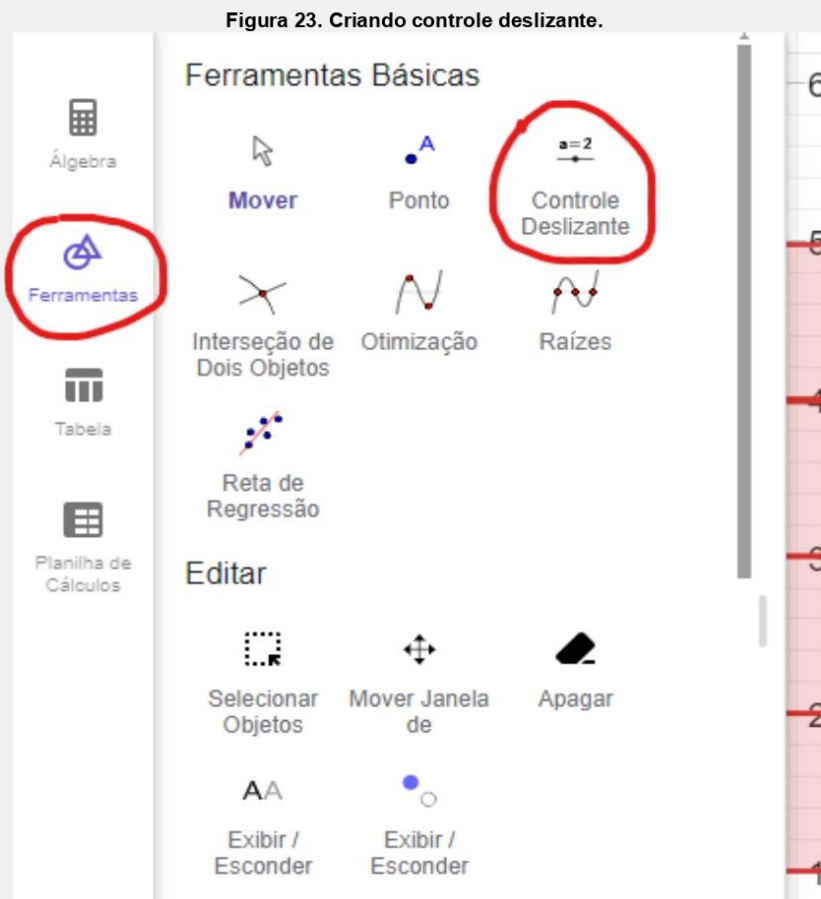 Figura 23. Criando controle deslizante.
Álgebra
Ferramentas
Tabela
Planilha de
Cálculos
Ferramentas Básicas
Mover
A
Ponto
a=2
Controle
Deslizante
Interseção de
Dois Objetos
Otimização
Raízes
Reta de
Regressão
Editar
Selecionar
Objetos
Mover Janela
de
Apagar
AA
Exibir /
Esconder
Exibir /
Esconder
6
5
4
3
2
1